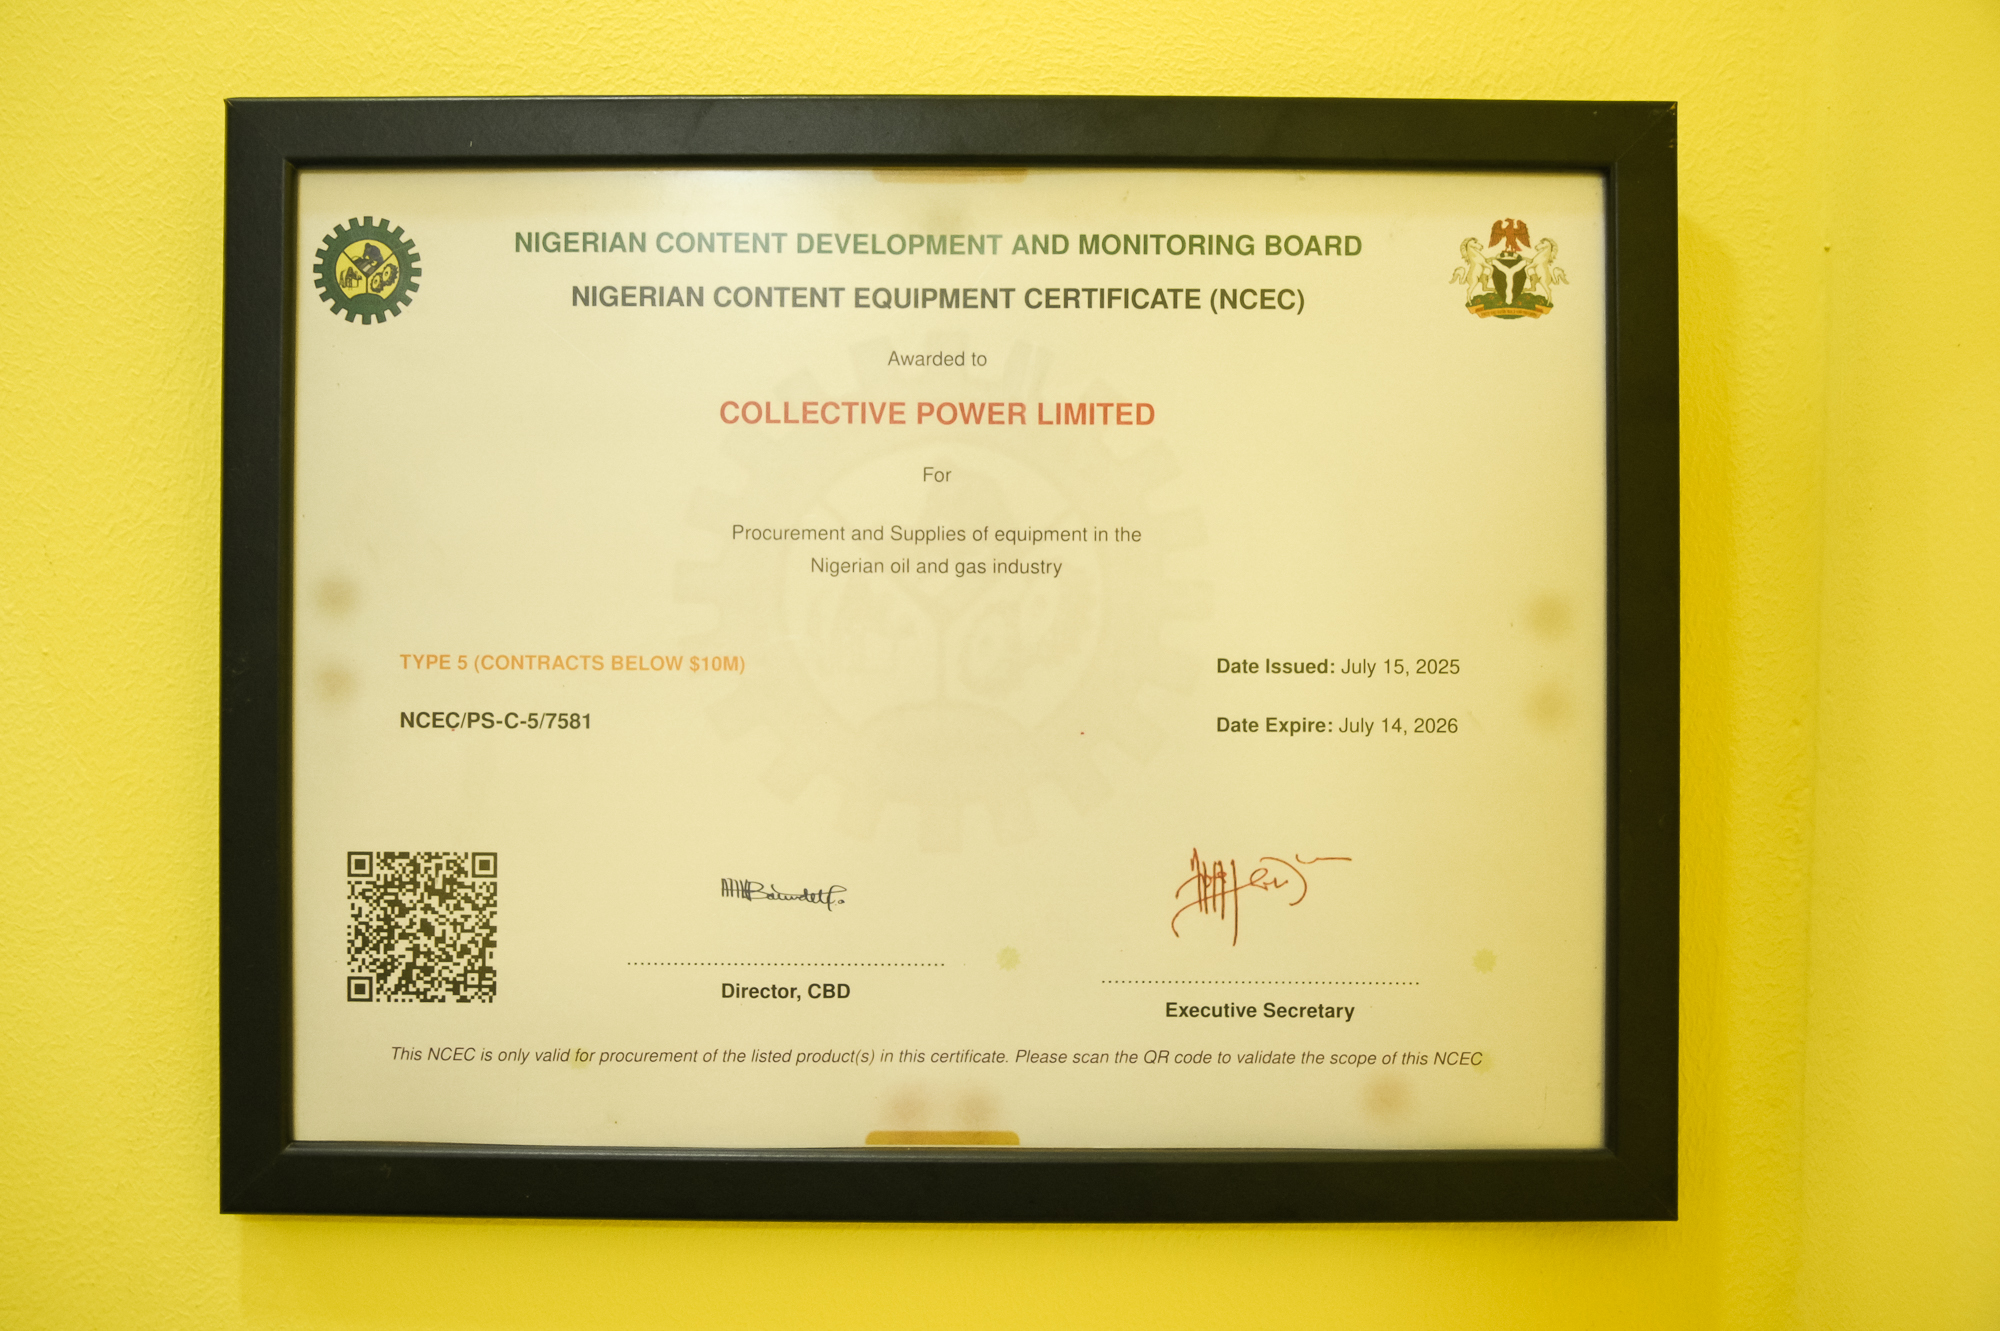 NIGERIAN CONTENT DEVELOPMENT AND MONITORING BOARD
NIGERIAN CONTENT EQUIPMENT CERTIFICATE (NCEC)
Awarded to
COLLECTIVE POWER LIMITED
For
Procurement and Supplies of equipment in the
Nigerian oil and gas industry
TYPE 5 (CONTRACTS BELOW $10M)
NCEC/PS-C-5/7581
Date Issued: July 15, 2025
Date Expire: July 14, 2026
Director, CBD
Executive Secretary
This NCEC is only valid for procurement of the listed product(s) in this certificate. Please scan the QR code to validate the scope of this NCEC